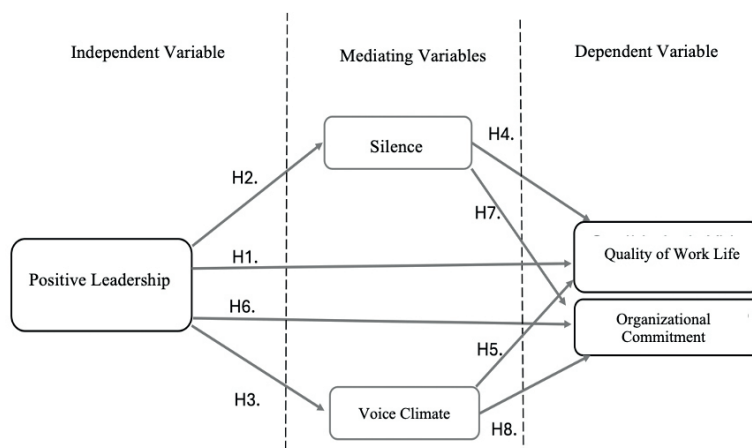 Independent Variable
Mediating Variables
Dependent Variable
Silence
H4.
H2.
H7.
Positive Leadership
H1.
Quality of Work Life
H6.
Organizational
Commitment
H5.
H3.
Voice Climate
H8.